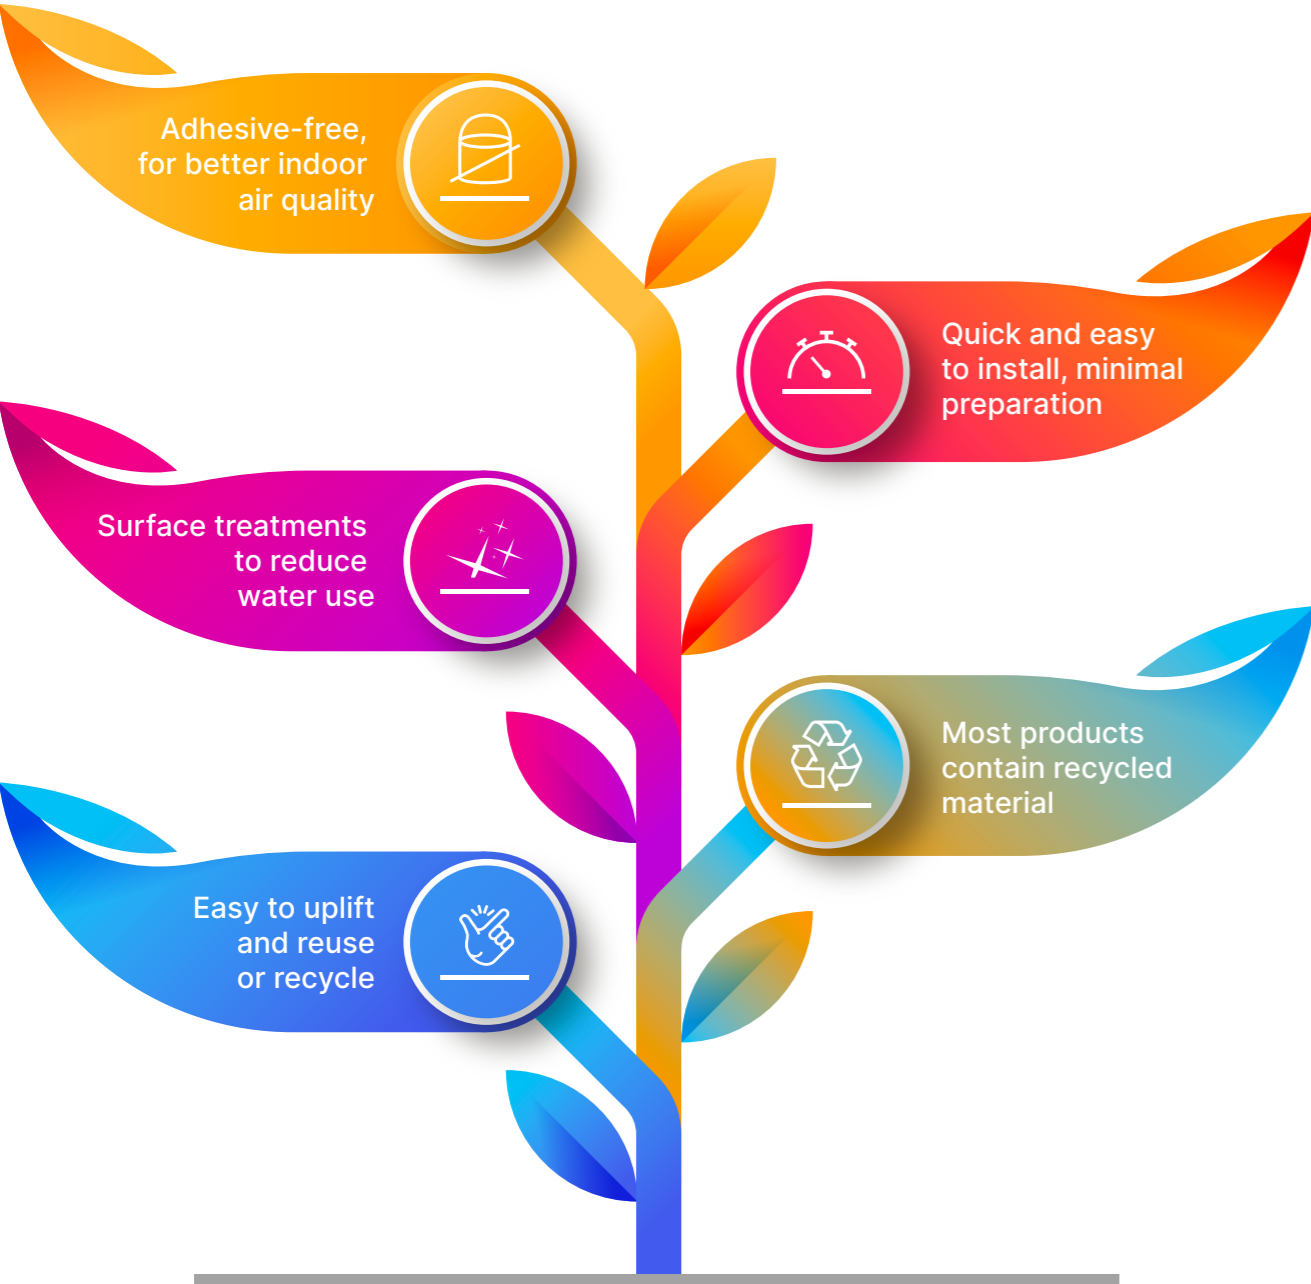 Adhesive-free,
for better indoor
air quality
Quick and easy
to install, minimal
preparation
Surface treatments
to reduce
water use
Most products
contain recycled
material
Easy to uplift
and reuse
or recycle